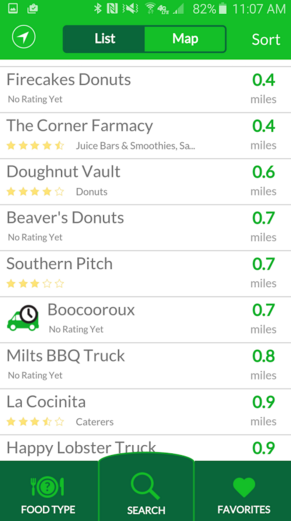 82% 11:07 AM
List Map Sort
Firecakes Donuts 0.4
No Rating Yet miles
The Corner Farmacy 0.4
Juice Bars & Smoothies, Sa... miles
Doughnut Vault 0.6
Donuts miles
Beaver's Donuts 0.7
No Rating Yet miles
Southern Pitch 0.7
miles
Boocooroux 0.7
No Rating Yet miles
Milts BBQ Truck 0.8
No Rating Yet miles
La Cocinita 0.9
Caterers miles
Happy Lobster Truck 0.9
FOOD TYPE SEARCH FAVORITES